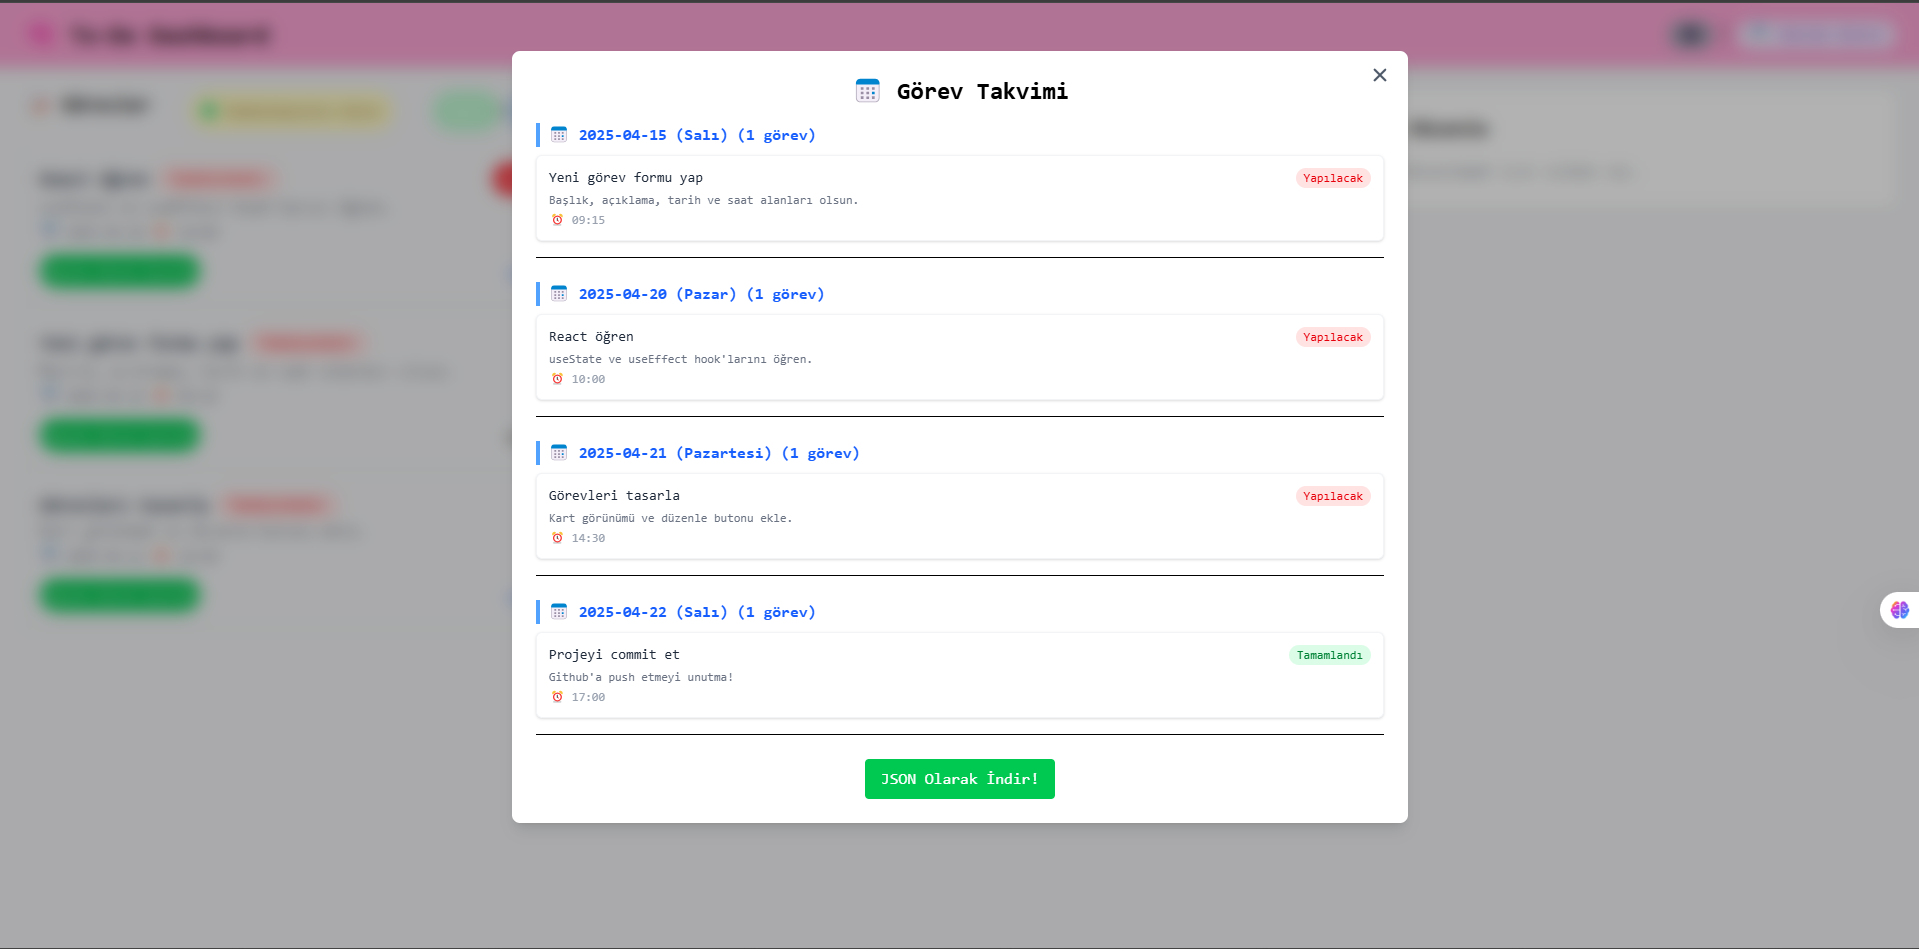 To-Do Dashboard
Görev Takvimi
2025-04-15 (Salı) (1 görev)
Yeni görev formu yap
Yapılacak
Başlık, açıklama, tarih ve saat alanları olsun.
09:15
2025-04-20 (Pazar) (1 görev)
React öğren
Yapılacak
useState ve useEffect hook'larını öğren.
10:00
2025-04-21 (Pazartesi) (1 görev)
Görevleri tasarla
Yapılacak
Kart görünümü ve düzenle butonu ekle.
14:30
2025-04-22 (Salı) (1 görev)
Projeyi commit et
Tamamlandı
Github'a push etmeyi unutma!
17:00
JSON Olarak İndir!